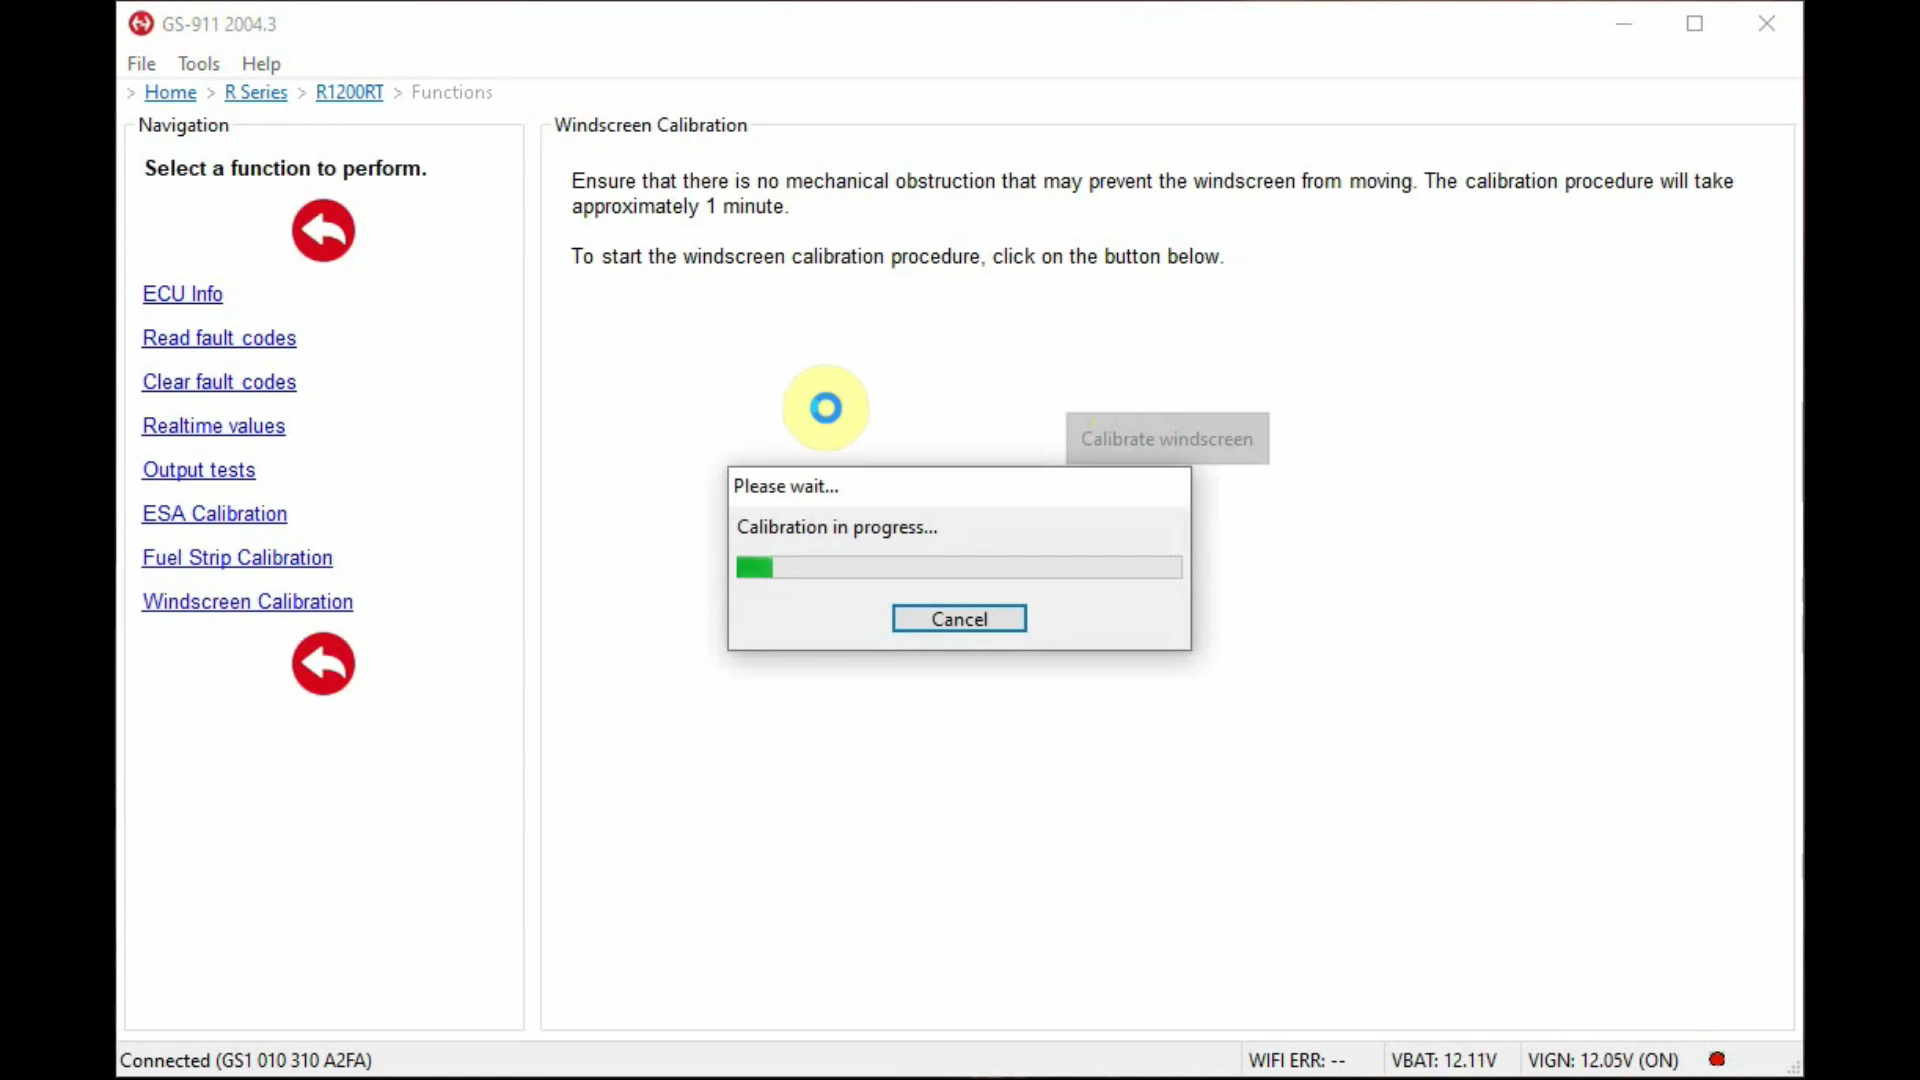 GS-911 2004.3
File Tools Help
> Home > R Series > R1200RT > Functions
Navigation
Select a function to perform.
ECU Info
Read fault codes
Clear fault codes
Realtime values
Output tests
ESA Calibration
Fuel Strip Calibration
Windscreen Calibration
Windscreen Calibration
Ensure that there is no mechanical obstruction that may prevent the windscreen from moving. The calibration procedure will take
approximately 1 minute.
To start the windscreen calibration procedure, click on the button below.
Calibrate windscreen
Please wait...
Calibration in progress...
Cancel
Connected (GS1 010 310 A2FA) WIFI ERR: -- VBAT: 12.11V VIGN: 12.05V (ON)